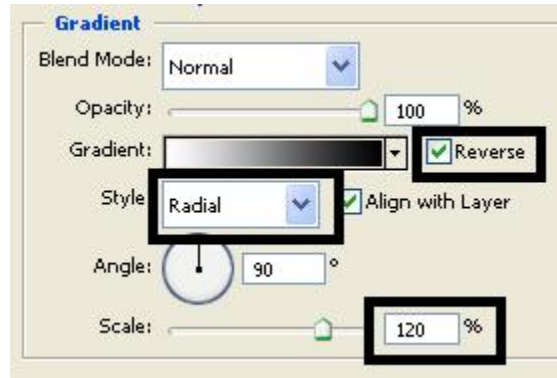 Gradient
Blend Mode: Normal
Opacity: 100 %
Gradient: Reverse
Style Radial Align with Layer
Angle: 90 °
Scale: 120 %